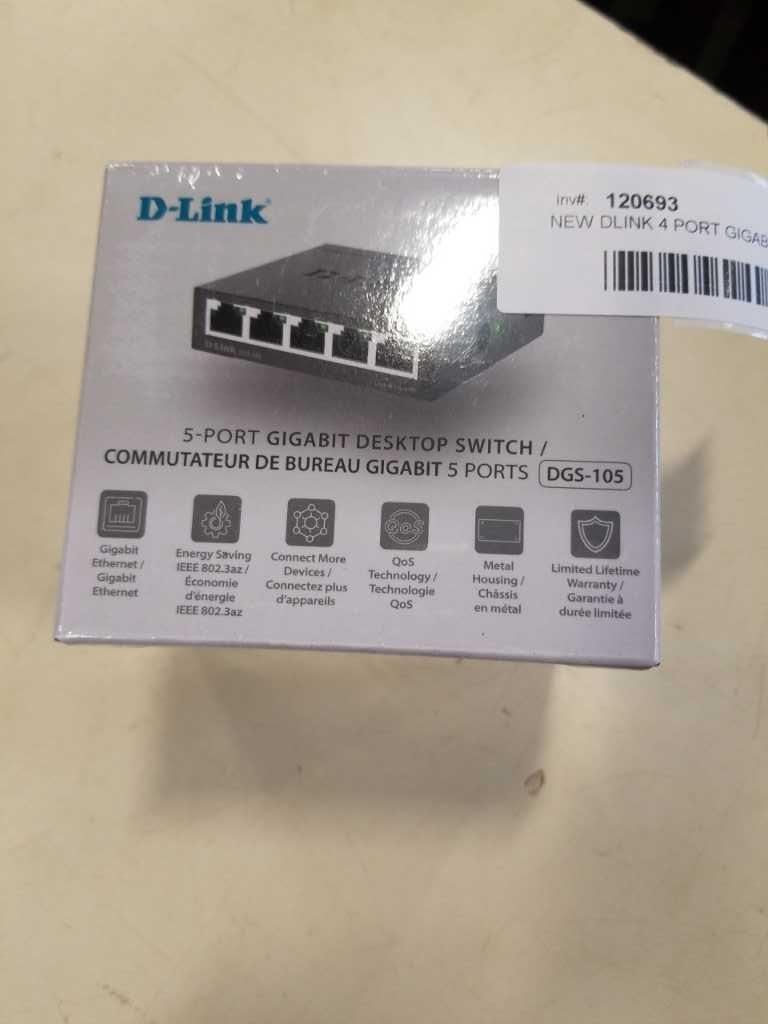 D-Link
Inv#: 120693
NEW DLINK 4 PORT GIGAB
D-Link
5-PORT GIGABIT DESKTOP SWITCH /
COMMUTATEUR DE BUREAU GIGABIT 5 PORTS DGS-105
Gigabit
Ethernet /
Gigabit
Ethernet
Energy Saving
IEEE 802.3az /
Économie
d'énergie
IEEE 802.3az
Connect More
Devices /
Connectez plus
d'appareils
QoS
QoS
Technology /
Technologie
QoS
Metal
Housing /
Châssis
en métal
Limited Lifetime
Warranty /
Garantie à
durée limitée